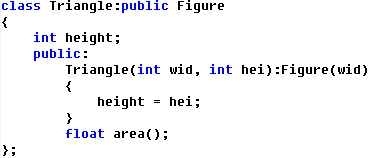 class Triangle:public Figure
{
    int height;
    public:
        Triangle(int wid, int hei):Figure(wid)
        {
            height = hei;
        }
        float area();
};